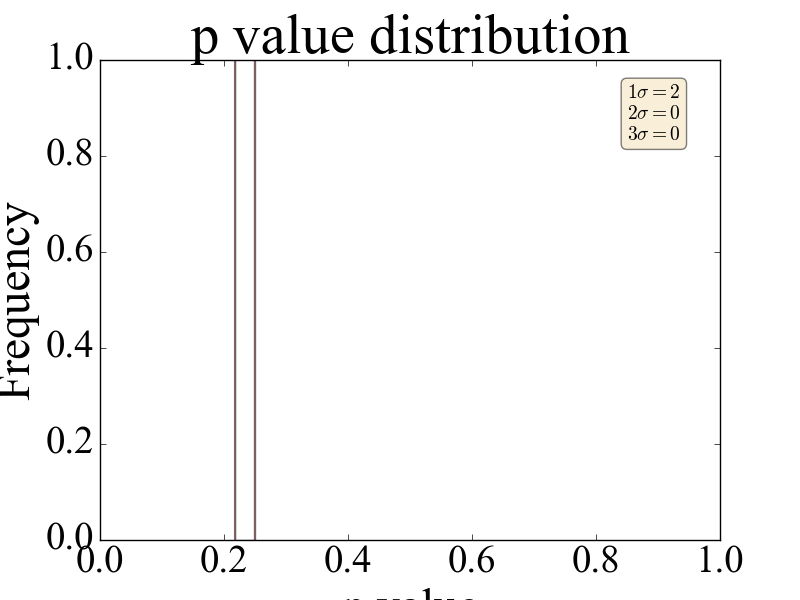 p value distribution
1σ = 2
2σ = 0
3σ = 0
Frequency
1.0
0.8
0.6
0.4
0.2
0.0
0.0 0.2 0.4 0.6 0.8 1.0
p value